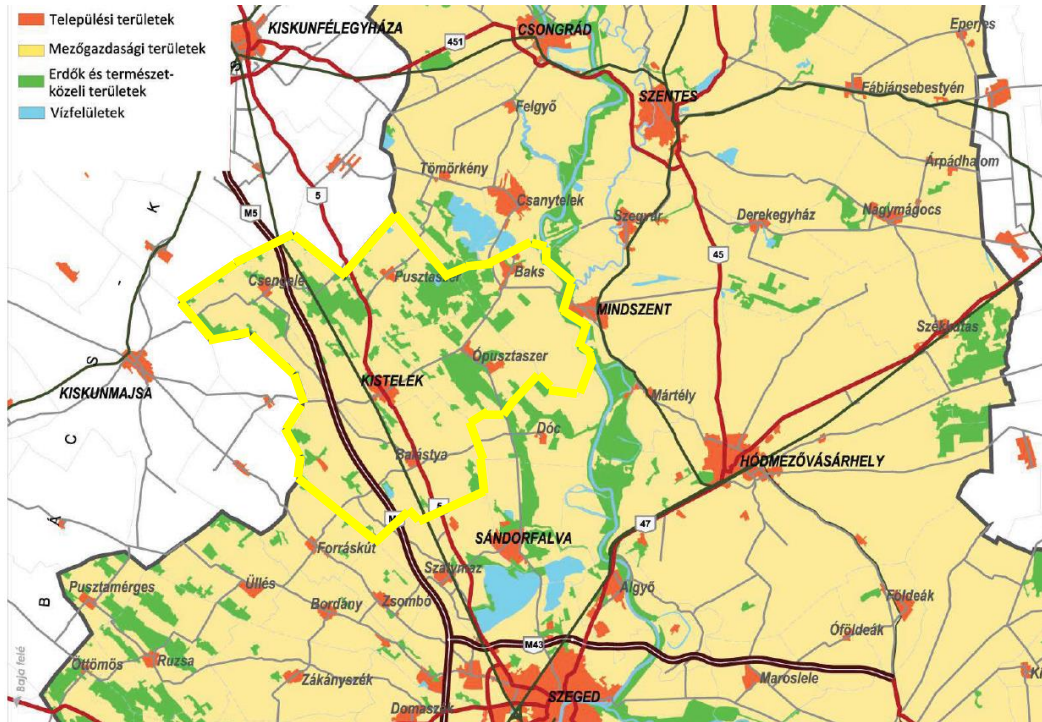 Települési területek
Mezőgazdasági területek
Erdők és természet-
közeli területek
Vízfelületek
KISKUNFÉLEGYHÁZA
451
CSONGRÁD
Eperjes
Felgyő
SZENTES
Fábiánsebestyén
Tömörkény
Árpádhalom
5
M5
Csanytelek
Szegvár
Derekegyház
Nagymágocs
K
-
I
Csengele
Pusztaszer
Baks
45
MINDSZENT
Székkutas
S
KISKUNMAJSA
Ópusztaszer
KISTELEK
Mártély
C
Dóc
Balástya
HÓDMEZŐVÁSÁRHELY
Á
5
M
47
SÁNDORFALVA
Forráskút
Szatymaz
Pusztamérges
Üllés
Algyő
B
Bordány
Zsombó
Földeák
Óföldeák
M43
Öttömös
Ruzsa
Baja felé
Zákányszék
SZEGED
Maroslele
Domaszék